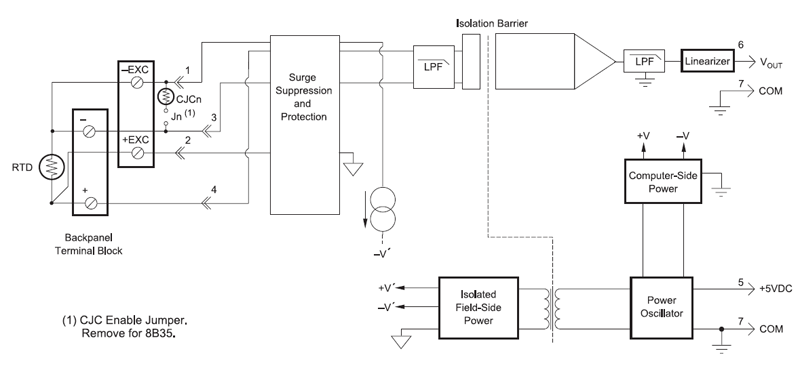 Isolation Barrier
–EXC
1
CJCn
Jn (1)
–
3
+EXC
2
RTD
+
4
Backpanel
Terminal Block
Surge
Suppression
and
Protection
–V´
LPF
LPF
Linearizer
6
VOUT
7
COM
+V
–V
Computer-Side
Power
+V´
–V´
Isolated
Field-Side
Power
Power
Oscillator
5
+5VDC
7
COM
(1) CJC Enable Jumper.
Remove for 8B35.